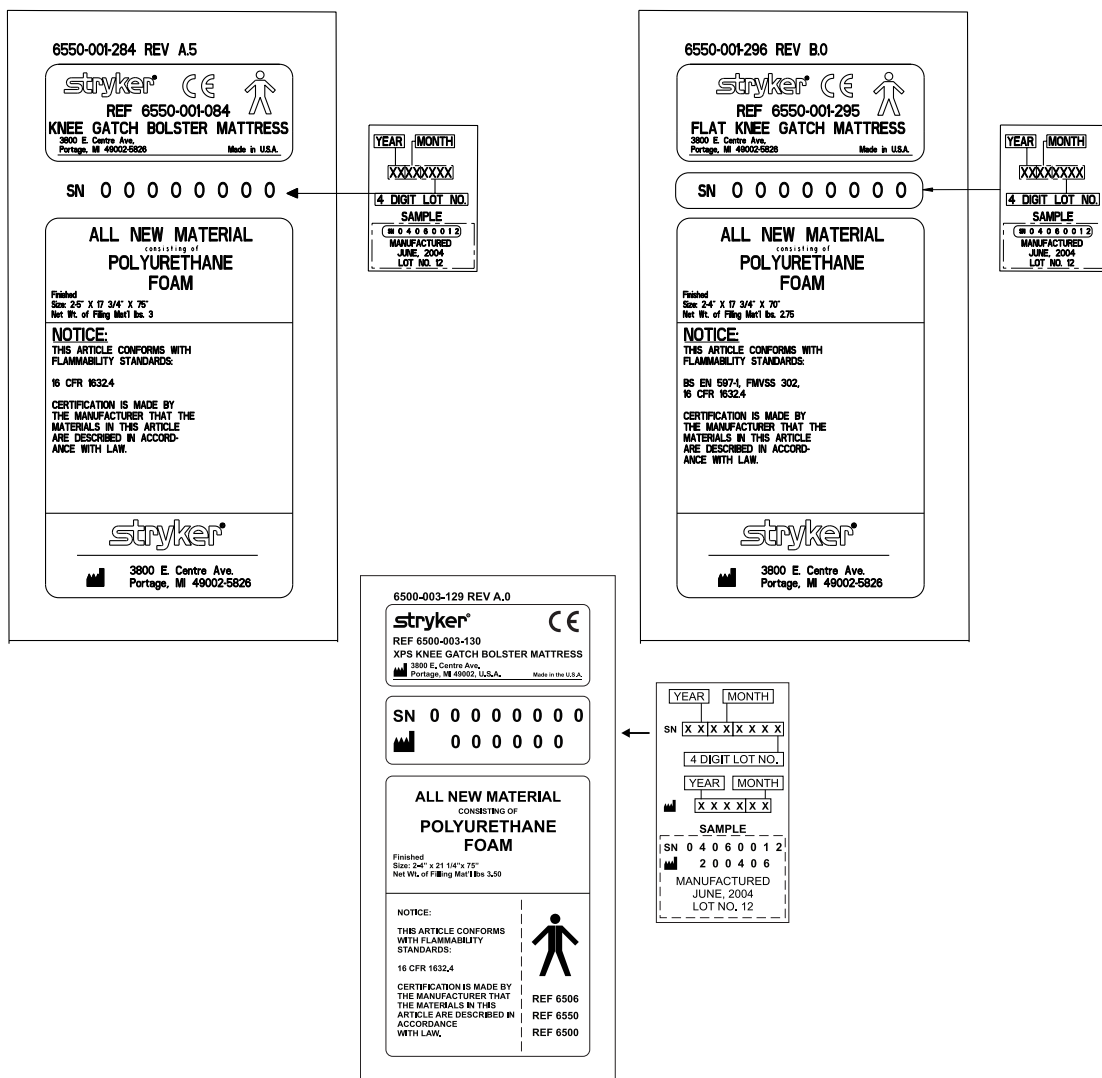 6550-001-284 REV A.5
stryker®
CE
REF 6550-001-084
KNEE GATCH BOLSTER MATTRESS
3800 E. Centre Ave.
Portage, MI 49002-5826 Made in U.S.A.
SN 0 0 0 0 0 0 0 0
ALL NEW MATERIAL
consisting of
POLYURETHANE
FOAM
Finished
Size: 2-5" X 17 3/4" X 75"
Net Wt. of Filing Mat'l lbs. 3
NOTICE:
THIS ARTICLE CONFORMS WITH
FLAMMABILITY STANDARDS:
16 CFR 1632.4
CERTIFICATION IS MADE BY
THE MANUFACTURER THAT THE
MATERIALS IN THIS ARTICLE
ARE DESCRIBED IN ACCORD-
ANCE WITH LAW.
stryker®
3800 E. Centre Ave.
Portage, MI 49002-5826
YEAR MONTH
XXXXXXXX
4 DIGIT LOT NO.
SAMPLE
SN 0 4 0 6 0 0 1 2
MANUFACTURED
JUNE, 2004
LOT NO. 12
6550-001-296 REV B.0
stryker®
CE
REF 6550-001-295
FLAT KNEE GATCH MATTRESS
3800 E. Centre Ave.
Portage, MI 49002-5826 Made in U.S.A.
SN 0 0 0 0 0 0 0 0
ALL NEW MATERIAL
consisting of
POLYURETHANE
FOAM
Finished
Size: 2-4" X 17 3/4" X 70"
Net Wt. of Filing Mat'l lbs. 2.75
NOTICE:
THIS ARTICLE CONFORMS WITH
FLAMMABILITY STANDARDS:
BS EN 597-1, FMVSS 302,
16 CFR 1632.4
CERTIFICATION IS MADE BY
THE MANUFACTURER THAT THE
MATERIALS IN THIS ARTICLE
ARE DESCRIBED IN ACCORD-
ANCE WITH LAW.
stryker®
3800 E. Centre Ave.
Portage, MI 49002-5826
YEAR MONTH
XXXXXXXX
4 DIGIT LOT NO.
SAMPLE
SN 0 4 0 6 0 0 1 2
MANUFACTURED
JUNE, 2004
LOT NO. 12
6500-003-129 REV A.0
stryker®
CE
REF 6500-003-130
XPS KNEE GATCH BOLSTER MATTRESS
3800 E. Centre Ave.
Portage, MI 49002, U.S.A. Made in the U.S.A.
SN 0 0 0 0 0 0 0 0
0 0 0 0 0 0
ALL NEW MATERIAL
CONSISTING OF
POLYURETHANE
FOAM
Finished
Size: 2-4" x 21 1/4"x 75"
Net Wt. of Filling Mat'l lbs 3.50
NOTICE:
THIS ARTICLE CONFORMS
WITH FLAMMABILITY
STANDARDS:
16 CFR 1632.4
CERTIFICATION IS MADE BY
THE MANUFACTURER THAT
THE MATERIALS IN THIS
ARTICLE ARE DESCRIBED IN
ACCORDANCE
WITH LAW.
REF 6506
REF 6550
REF 6500
YEAR MONTH
SN X X X X X X X X
4 DIGIT LOT NO.
YEAR MONTH
X X X X X X
SAMPLE
SN 0 4 0 6 0 0 1 2
2 0 0 4 0 6
MANUFACTURED
JUNE, 2004
LOT NO. 12